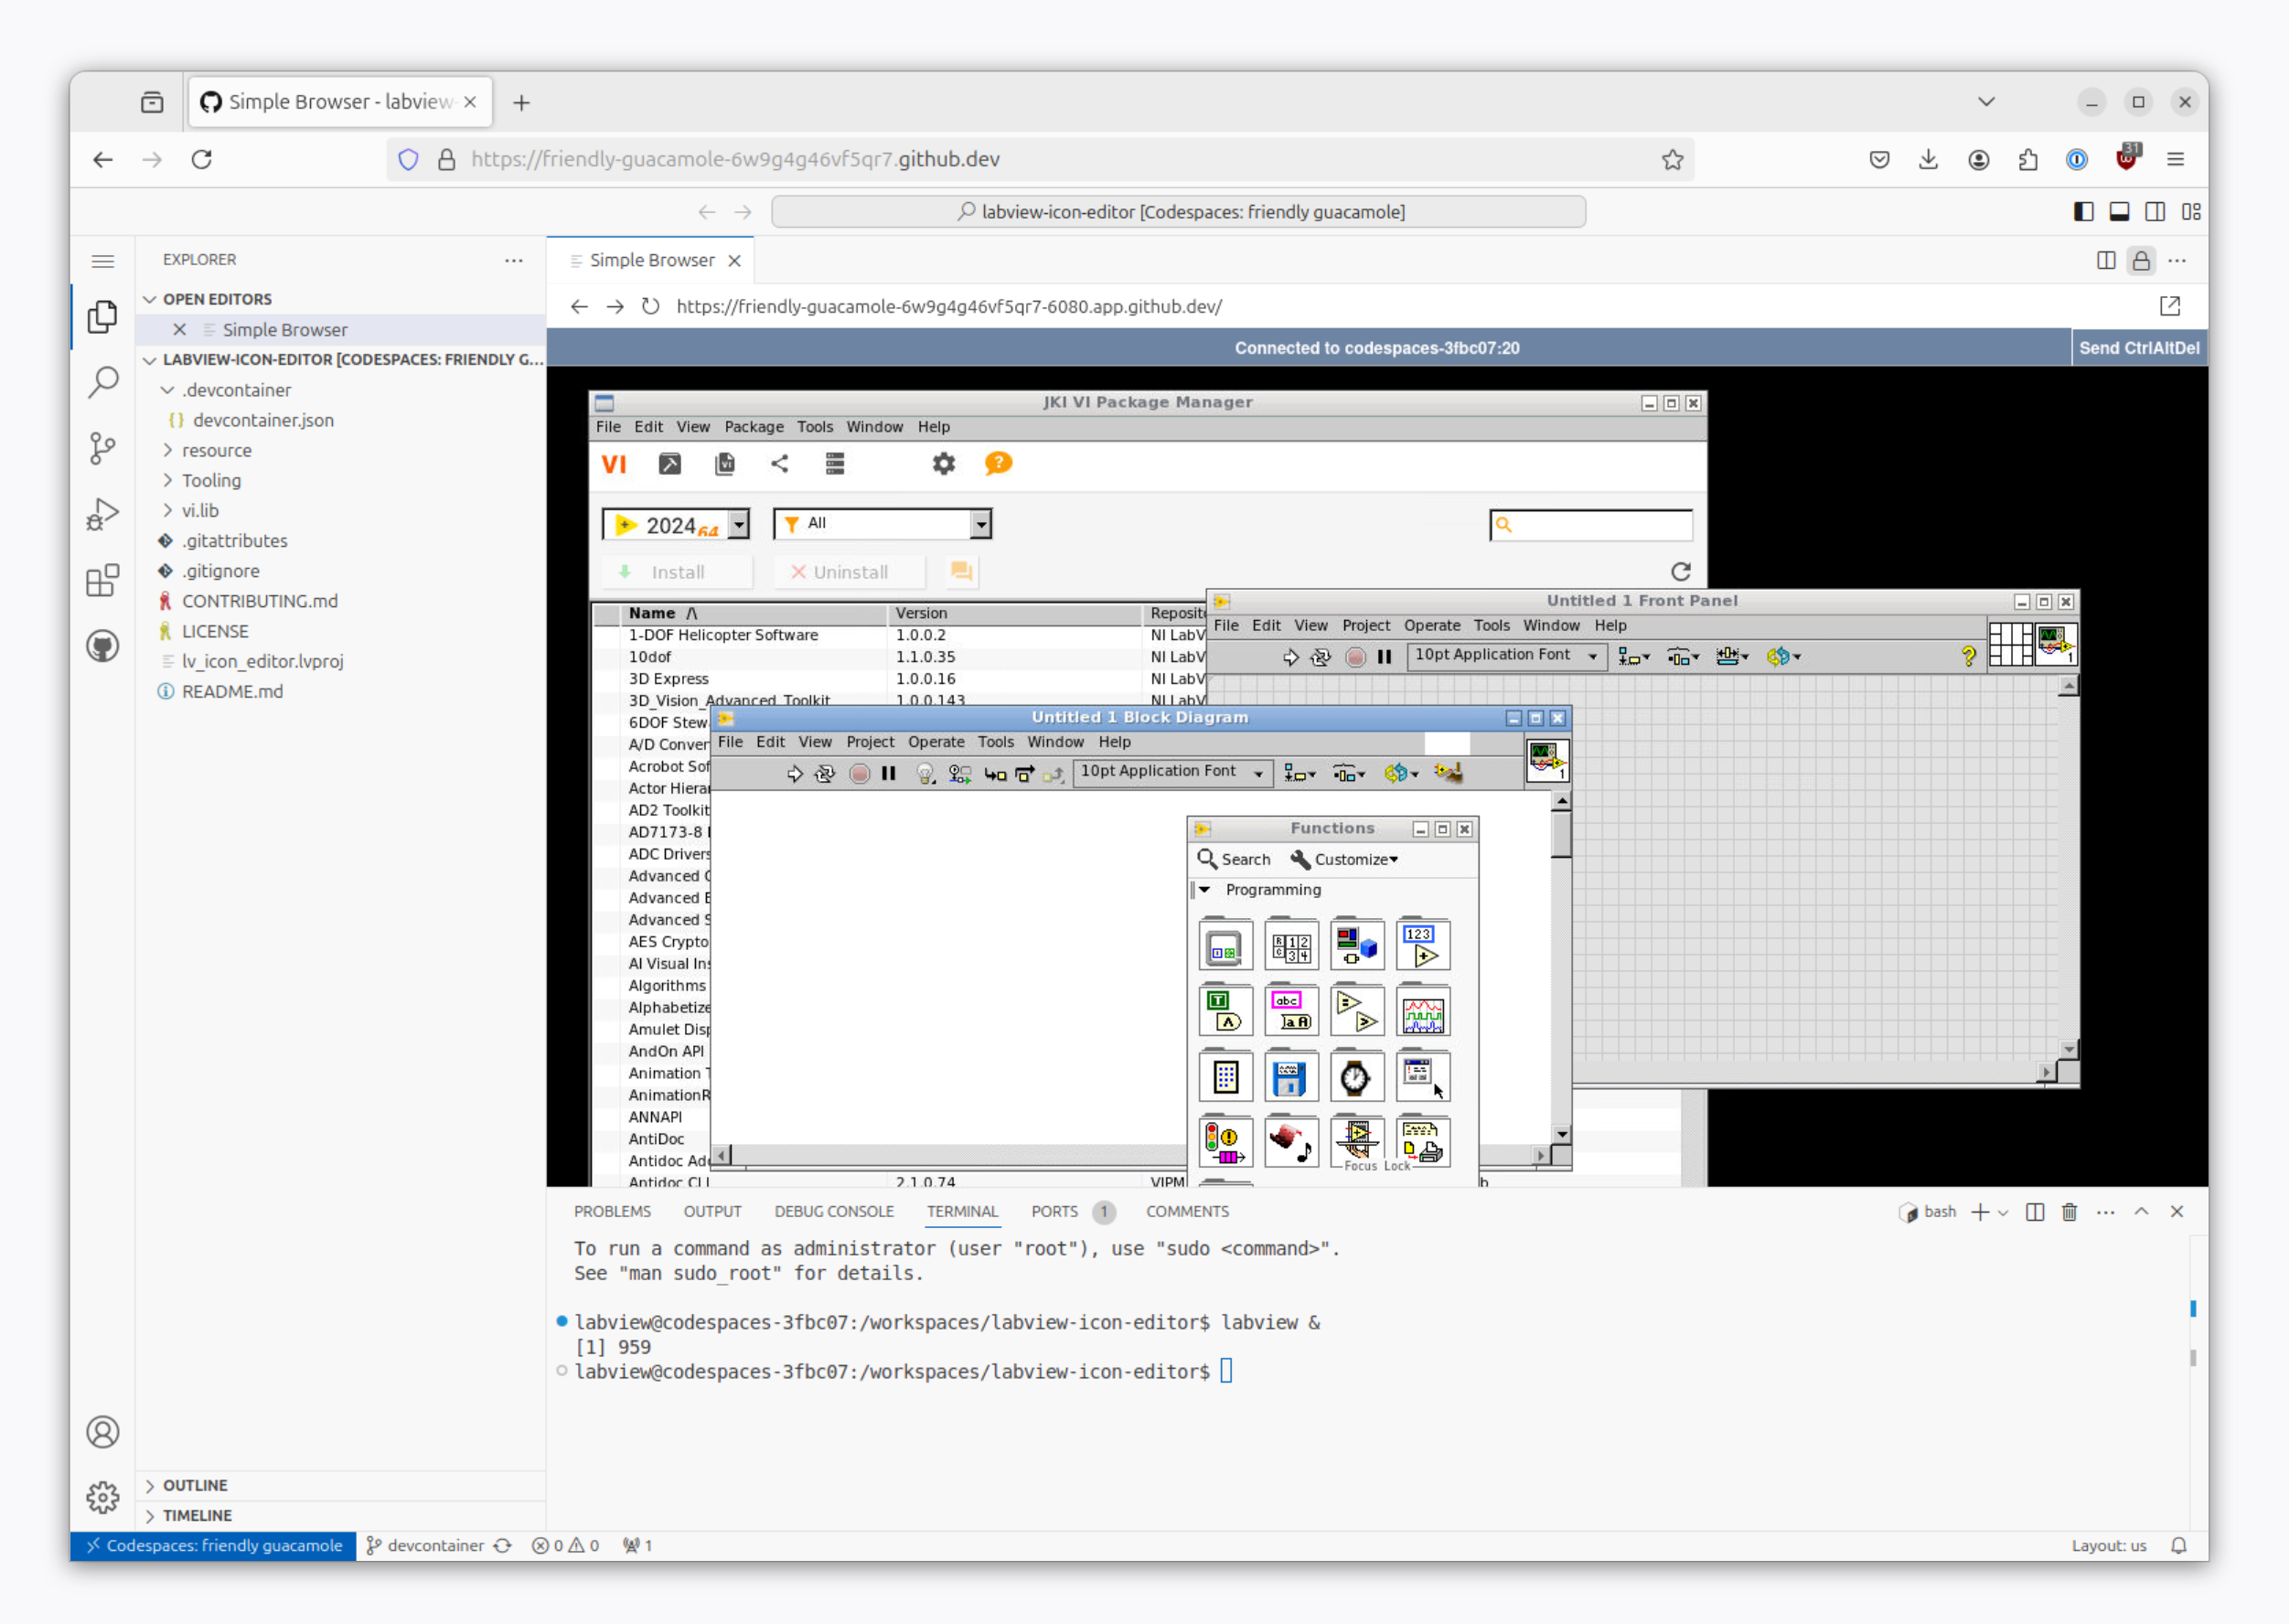 Simple Browser - labview-
31
https://friendly-guacamole-6w9g4g46vf5qr7.github.dev
labview-icon-editor [Codespaces: friendly guacamole]
EXPLORER
Simple Browser
OPEN EDITORS
Simple Browser
https://friendly-guacamole-6w9g4g46vf5qr7-6080.app.github.dev/
LABVIEW-ICON-EDITOR [CODESPACES: FRIENDLY G...
.devcontainer
{} devcontainer.json
resource
Tooling
vi.lib
.gitattributes
.gitignore
CONTRIBUTING.md
LICENSE
lv_icon_editor.lvproj
README.md
OUTLINE
TIMELINE
Connected to codespaces-3fbc07:20
Send CtrlAltDel
JKI VI Package Manager
File Edit View Package Tools Window Help
VI
2024 64
All
Install
Uninstall
Name /\ Version Reposit
1-DOF Helicopter Software 1.0.0.2 NI LabV
10dof 1.1.0.35 NI LabV
3D Express 1.0.0.16 NI LabV
3D_Vision_Advanced_Toolkit 1.0.0.143 NI LabV
6DOF Stew
A/D Conver
Acrobot Sof
Actor Hierar
AD2 Toolkit
AD7173-8
ADC Drivers
Advanced
Advanced
Advanced S
AES Crypto
AI Visual Ins
Algorithms
Alphabetize
Amulet Disp
AndOn API
Animation
AnimationR
ANNAPI
AntiDoc
Antidoc Add
Antidoc CLI 2.1.0.74 VIPM b
Untitled 1 Front Panel
File Edit View Project Operate Tools Window Help
10pt Application Font
1
Untitled 1 Block Diagram
File Edit View Project Operate Tools Window Help
10pt Application Font
1
Functions
Search Customize
Programming
123
abc
aA
Focus Lock
PROBLEMS OUTPUT DEBUG CONSOLE TERMINAL PORTS 1 COMMENTS
bash
To run a command as administrator (user "root"), use "sudo <command>".
See "man sudo_root" for details.
labview@codespaces-3fbc07:/workspaces/labview-icon-editor$ labview &
[1] 959
labview@codespaces-3fbc07:/workspaces/labview-icon-editor$
Codespaces: friendly guacamole devcontainer 0 0 1
Layout: us